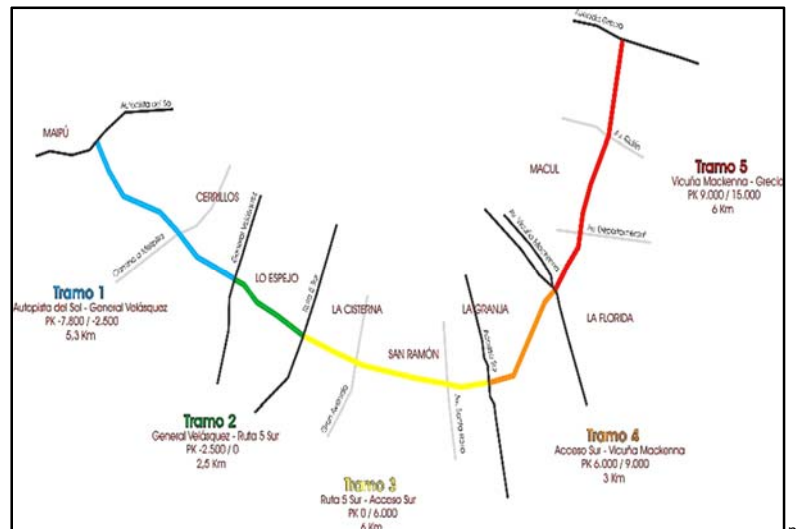 Avenida Grecia
Autopista del Sol
MAIPÚ
Av. Quilín
MACUL
Tramo 5
Vicuña Mackenna - Grecia
PK 9.000 / 15.000
6 Km
CERRILLOS
General Velásquez
Av. Vicuña Mackenna
Av. Departamental
Camino a Melipilla
LO ESPEJO
Ruta 5 Sur
Tramo 1
Autopista del Sol - General Velásquez
PK -7.800 / -2.500
5,3 Km
LA CISTERNA
LA GRANJA
LA FLORIDA
Acceso Sur
SAN RAMÓN
Gran Avenida
Av. Santa Rosa
Tramo 2
General Velásquez - Ruta 5 Sur
PK -2.500 / 0
2,5 Km
Tramo 4
Acceso Sur - Vicuña Mackenna
PK 6.000 / 9.000
3 Km
Tramo 3
Ruta 5 Sur - Acceso Sur
PK 0 / 6.000
6 Km